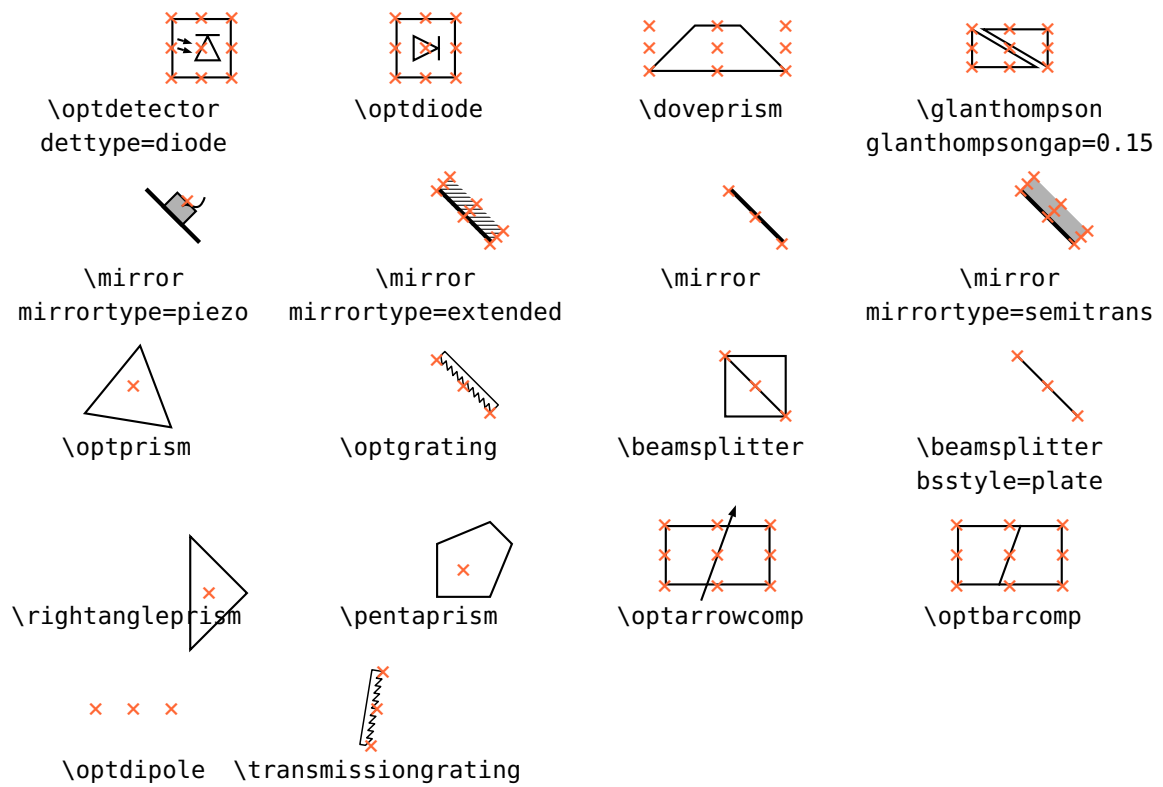 \optdetector \optdiode \doveprism \glanthompson
dettype=diode glanthompsongap=0.15
\mirror \mirror \mirror \mirror
mirrortype=piezo mirrortype=extended mirrortype=semitrans
\optprism \optgrating \beamsplitter \beamsplitter
bsstyle=plate
\rightangleprism \pentaprism \optarrowcomp \optbarcomp
\optdipole \transmissiongrating